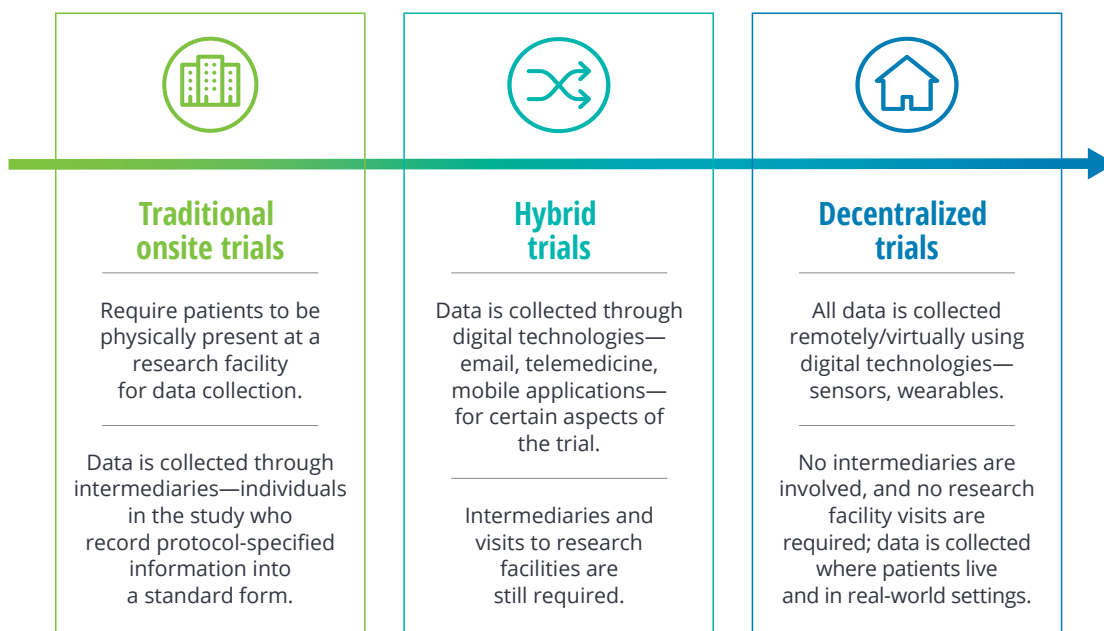 Traditional
onsite trials
Require patients to be
physically present at a
research facility
for data collection.
Data is collected through
intermediaries—individuals
in the study who
record protocol-specified
information into
a standard form.
Hybrid
trials
Data is collected through
digital technologies—
email, telemedicine,
mobile applications—
for certain aspects of
the trial.
Intermediaries and
visits to research
facilities are
still required.
Decentralized
trials
All data is collected
remotely/virtually using
digital technologies—
sensors, wearables.
No intermediaries are
involved, and no research
facility visits are
required; data is collected
where patients live
and in real-world settings.